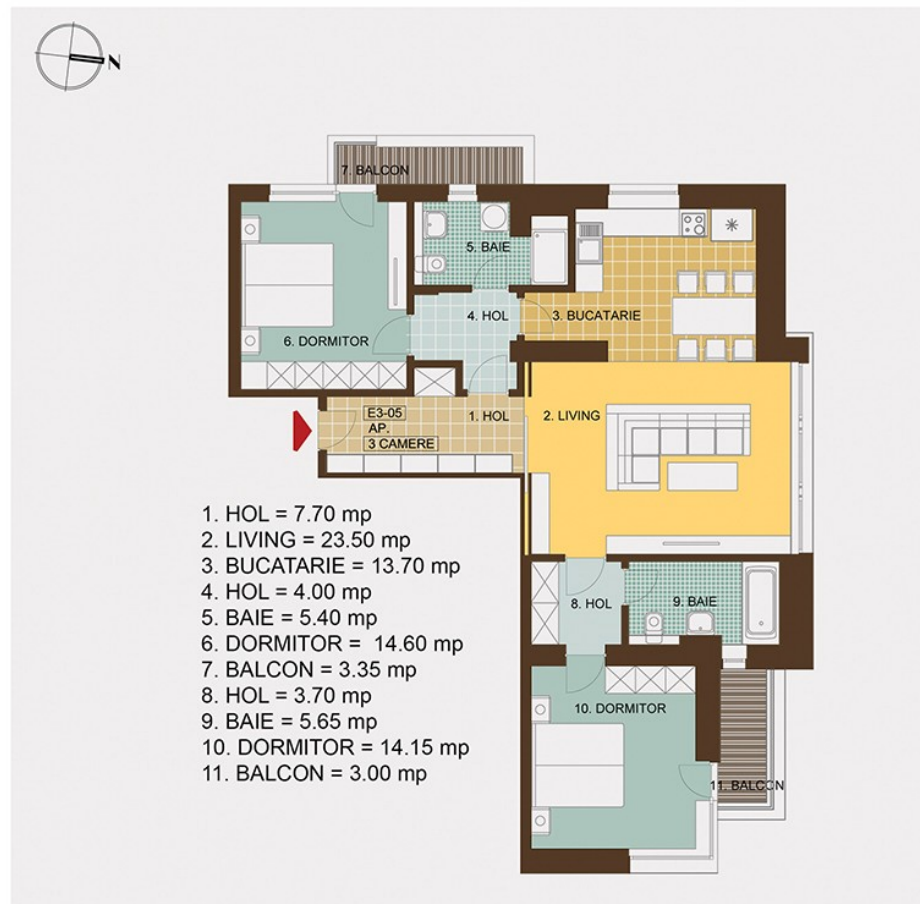 N
7. BALCON
5. BAIE
4. HOL
3. BUCATARIE
6. DORMITOR
E3-05
AP.
3 CAMERE
1. HOL
2. LIVING
8. HOL
9. BAIE
10. DORMITOR
11. BALCON
1. HOL = 7.70 mp
2. LIVING = 23.50 mp
3. BUCATARIE = 13.70 mp
4. HOL = 4.00 mp
5. BAIE = 5.40 mp
6. DORMITOR = 14.60 mp
7. BALCON = 3.35 mp
8. HOL = 3.70 mp
9. BAIE = 5.65 mp
10. DORMITOR = 14.15 mp
11. BALCON = 3.00 mp